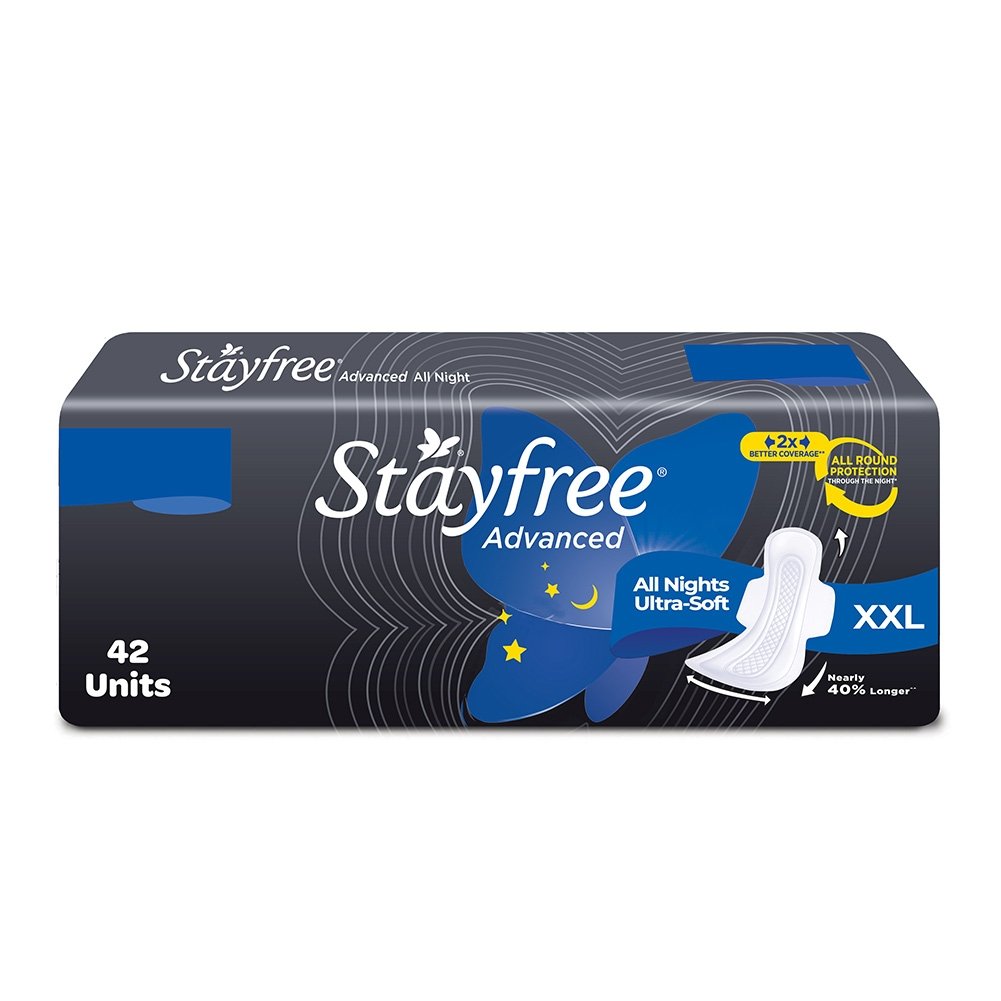 Stayfree® Advanced All Night
Stayfree®
Advanced
2x
BETTER COVERAGE**
ALL ROUND
PROTECTION
THROUGH THE NIGHT*
All Nights
Ultra-Soft
XXL
42
Units
Nearly
40% Longer**